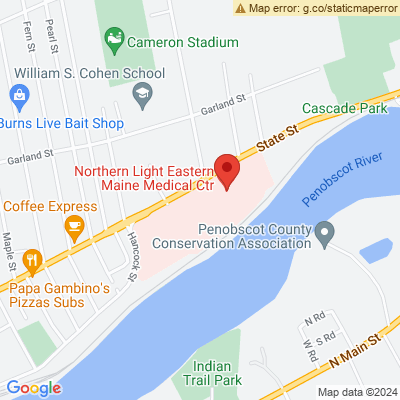 Map error: g.co/staticmaperror
Fern St
Pearl St
Cameron Stadium
William S. Cohen School
Garland St
Cascade Park
Burns Live Bait Shop
State St
Garland St
Penobscot River
Northern Light Eastern
Maine Medical Ctr
Coffee Express
Penobscot County
Conservation Association
Maple St
Hancock St
Papa Gambino's
Pizzas Subs
N Rd
S Rd
W Rd
N Main St
Indian
Trail Park
Google
Map data ©2024